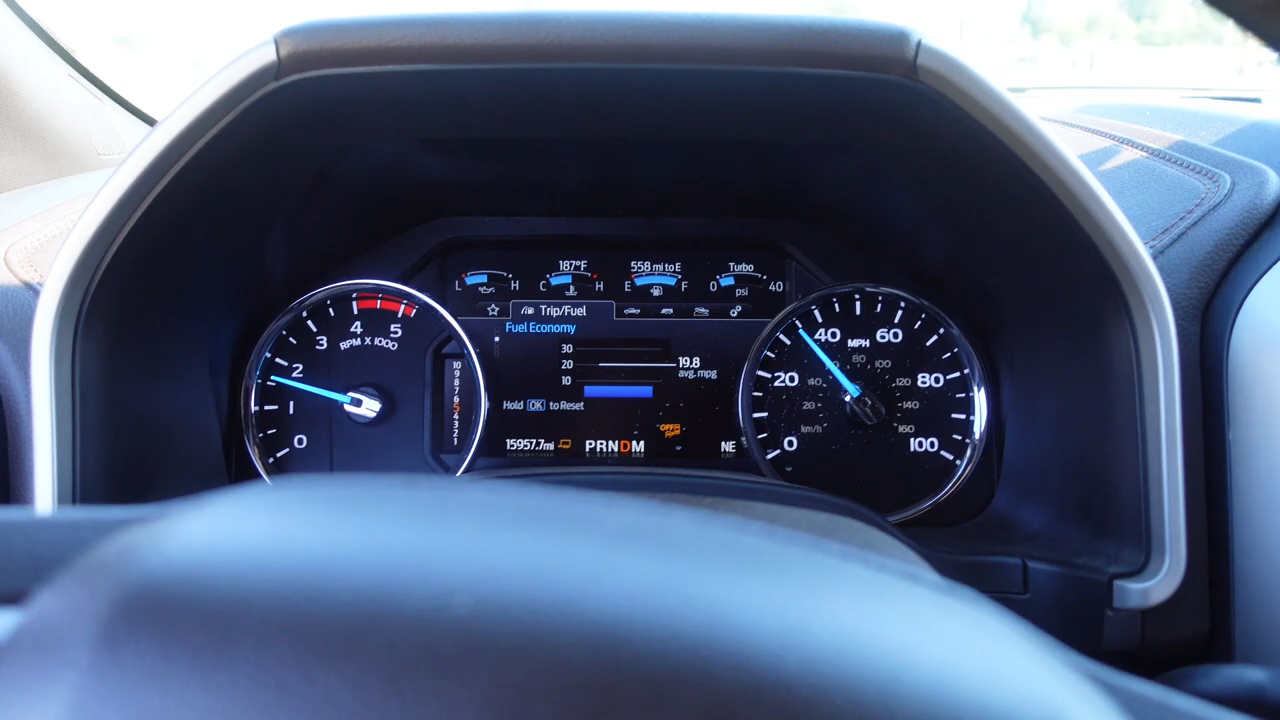 187°F
558 mi to E
Turbo
L H
C H
E F
0 psi 40
Trip/Fuel
Fuel Economy
30
20
10
19.8
avg. mpg
Hold OK to Reset
OFF
15957.7mi
PRNDM
NE
0
1
2
3
4
5
RPM X 1000
10
9
8
7
6
5
4
3
2
1
0
20
40
60
80
100
MPH
km/h
20
40
80
100
120
140
160